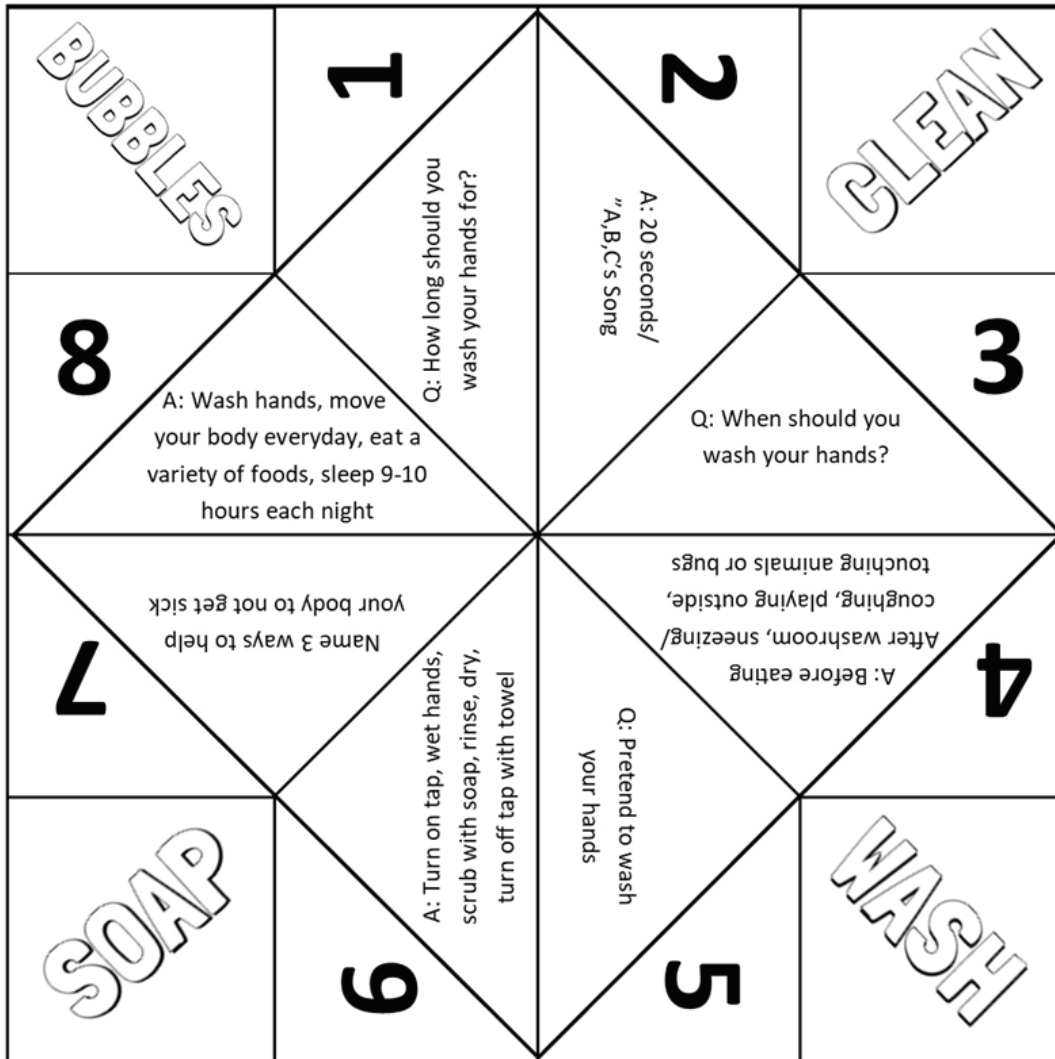 BUBBLES
1
2
CLEAN
Q: How long should you
wash your hands for?
A: 20 seconds/
"A,B,C's Song
8
3
A: Wash hands, move
your body everyday, eat a
variety of foods, sleep 9-10
hours each night
Q: When should you
wash your hands?
Name 3 ways to help
your body to not get sick
7
A: Before eating
After washroom, sneezing/
coughing, playing outside,
touching animals or bugs
4
A: Turn on tap, wet hands,
scrub with soap, rinse, dry,
turn off tap with towel
Q: Pretend to wash
your hands
SOAP
6
5
WASH